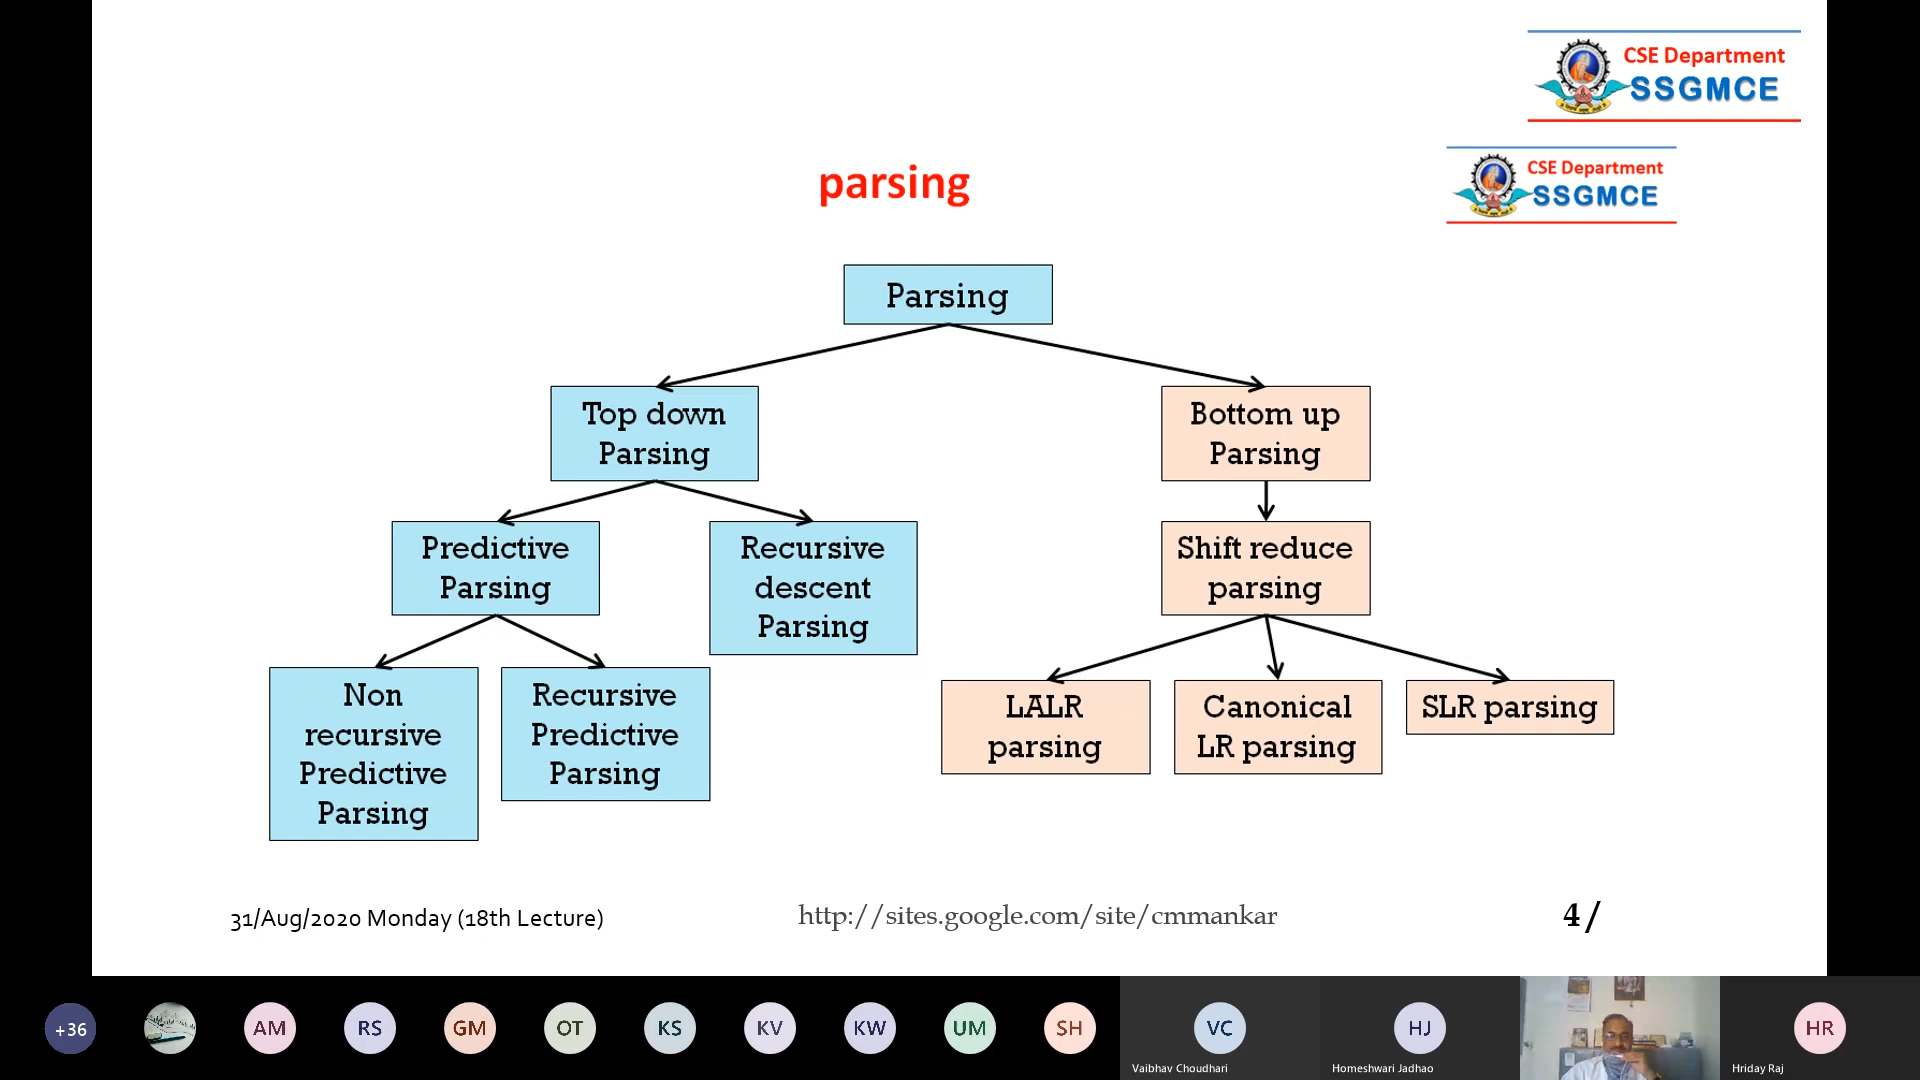 CSE Department
SSGMCE
CSE Department
SSGMCE
parsing
Parsing
Top down
Parsing
Bottom up
Parsing
Predictive
Parsing
Recursive
descent
Parsing
Shift reduce
parsing
Non
recursive
Predictive
Parsing
Recursive
Predictive
Parsing
LALR
parsing
Canonical
LR parsing
SLR parsing
31/Aug/2020 Monday (18th Lecture)
http://sites.google.com/site/cmmankar
4/
+36
AM
RS
GM
OT
KS
KV
KW
UM
SH
VC
Vaibhav Choudhari
HJ
Homeshwari Jadhao
HR
Hriday Raj